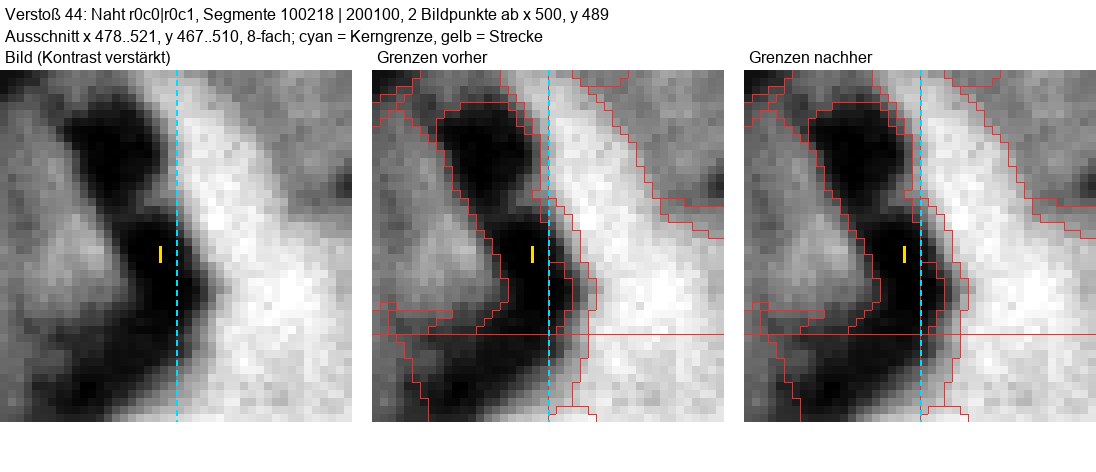 Verstoß 44: Naht r0c0|r0c1, Segmente 100218 | 200100, 2 Bildpunkte ab x 500, y 489
Ausschnitt x 478..521, y 467..510, 8-fach; cyan = Kerngrenze, gelb = Strecke
Bild (Kontrast verstärkt)
Grenzen vorher
Grenzen nachher